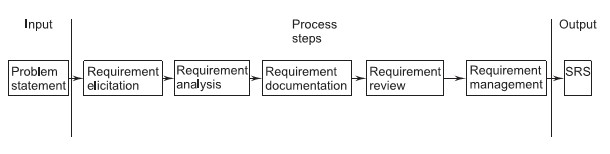 Input
Process
steps
Output
Problem
statement
Requirement
elicitation
Requirement
analysis
Requirement
documentation
Requirement
review
Requirement
management
SRS